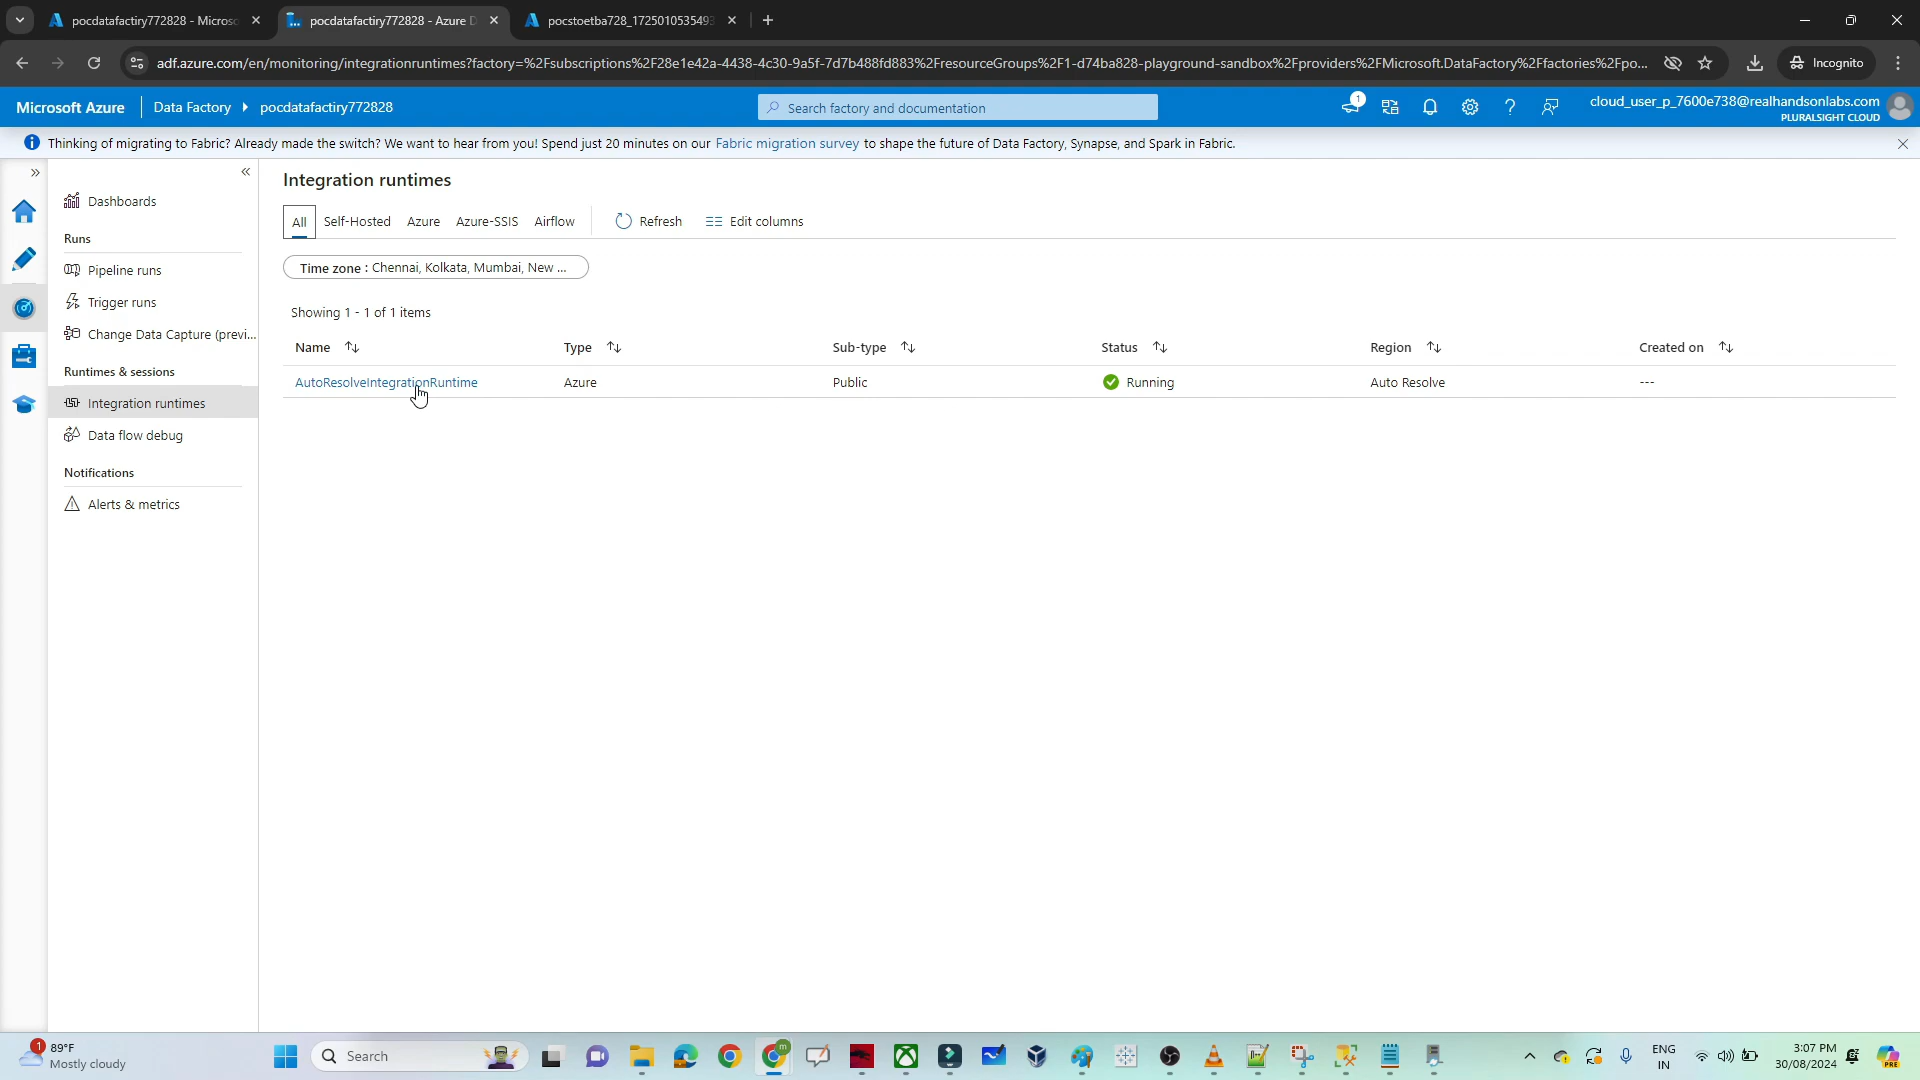 pocdatafactiry772828 - Micros
pocdatafactiry772828 - Azure D
pocstoetba728_1725010535493
adf.azure.com/en/monitoring/integrationruntimes?factory=%2Fsubscriptions%2F28e1e42a-4438-4c30-9a5f-7d7b488fd883%2FresourceGroups%2F1-d74ba828-playground-sandbox%2Fproviders%2FMicrosoft.DataFactory%2Ffactories%2Fpo...
Incognito
Microsoft Azure
Data Factory
pocdatafactiry772828
Search factory and documentation
1
cloud_user_p_7600e738@realhandsonlabs.com
PLURALSIGHT CLOUD
Thinking of migrating to Fabric? Already made the switch? We want to hear from you! Spend just 20 minutes on our Fabric migration survey to shape the future of Data Factory, Synapse, and Spark in Fabric.
Dashboards
Runs
Pipeline runs
Trigger runs
Change Data Capture (previ...
Runtimes & sessions
Integration runtimes
Data flow debug
Notifications
Alerts & metrics
Integration runtimes
All Self-Hosted Azure Azure-SSIS Airflow Refresh Edit columns
Time zone : Chennai, Kolkata, Mumbai, New ...
Showing 1 - 1 of 1 items
Name Type Sub-type Status Region Created on
AutoResolveIntegrationRuntime Azure Public Running Auto Resolve ---
1
89°F
Mostly cloudy
Search
m
ENG
IN
3:07 PM
30/08/2024
PRE